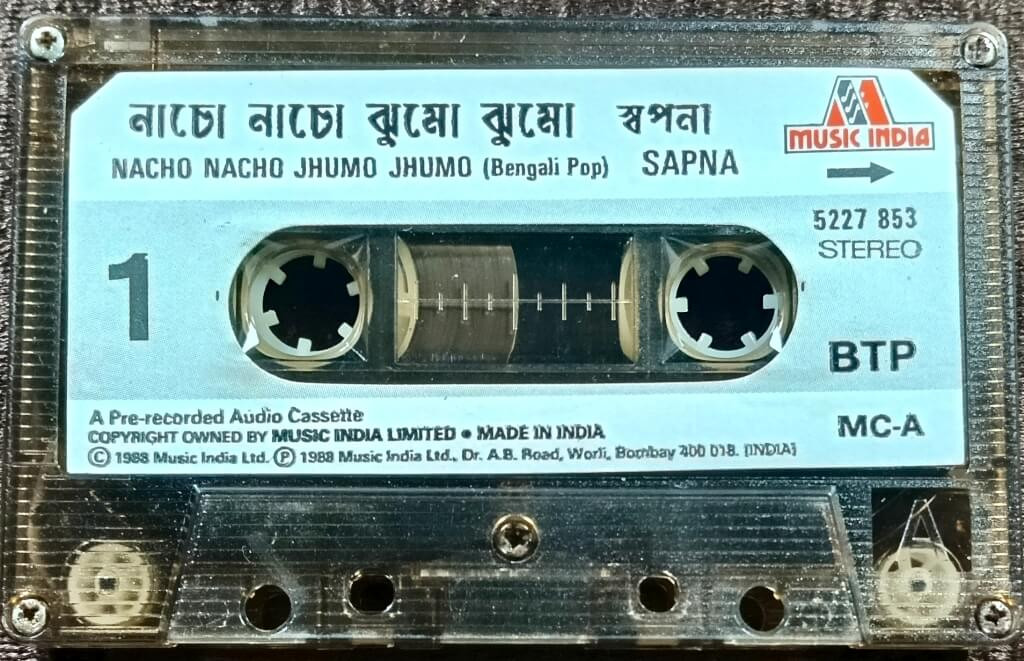 নাচো নাচো ঝুমো ঝুমো স্বপনা
NACHO NACHO JHUMO JHUMO (Bengali Pop) SAPNA
MUSIC INDIA
5227 853
STEREO
1
BTP
MC-A
A Pre-recorded Audio Cassette
COPYRIGHT OWNED BY MUSIC INDIA LIMITED • MADE IN INDIA
© 1988 Music India Ltd. ℗ 1988 Music India Ltd., Dr. A.B. Road, Worli, Bombay 400 018. (INDIA)